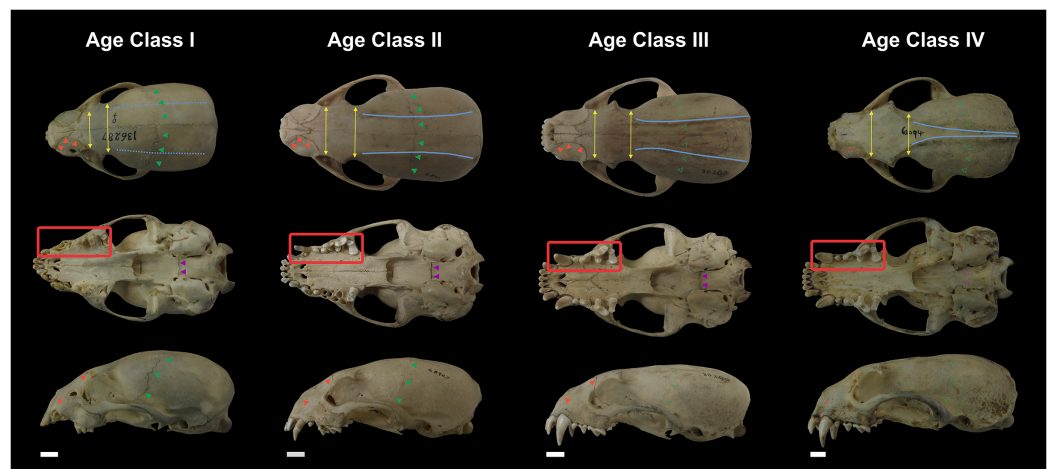 Age Class I
Age Class II
Age Class III
Age Class IV
136287